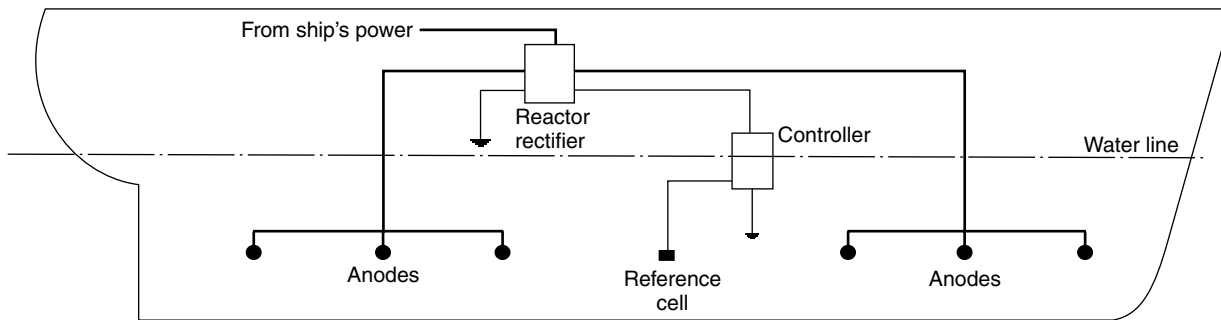 From ship's power
Reactor
rectifier
Controller
Water line
Anodes
Reference
cell
Anodes